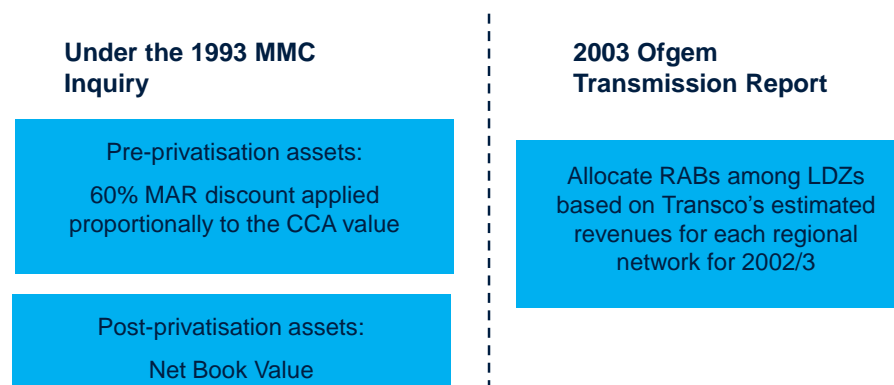 Under the 1993 MMC
Inquiry
Pre-privatisation assets:
60% MAR discount applied
proportionally to the CCA value
Post-privatisation assets:
Net Book Value
2003 Ofgem
Transmission Report
Allocate RABs among LDZs
based on Transco's estimated
revenues for each regional
network for 2002/3